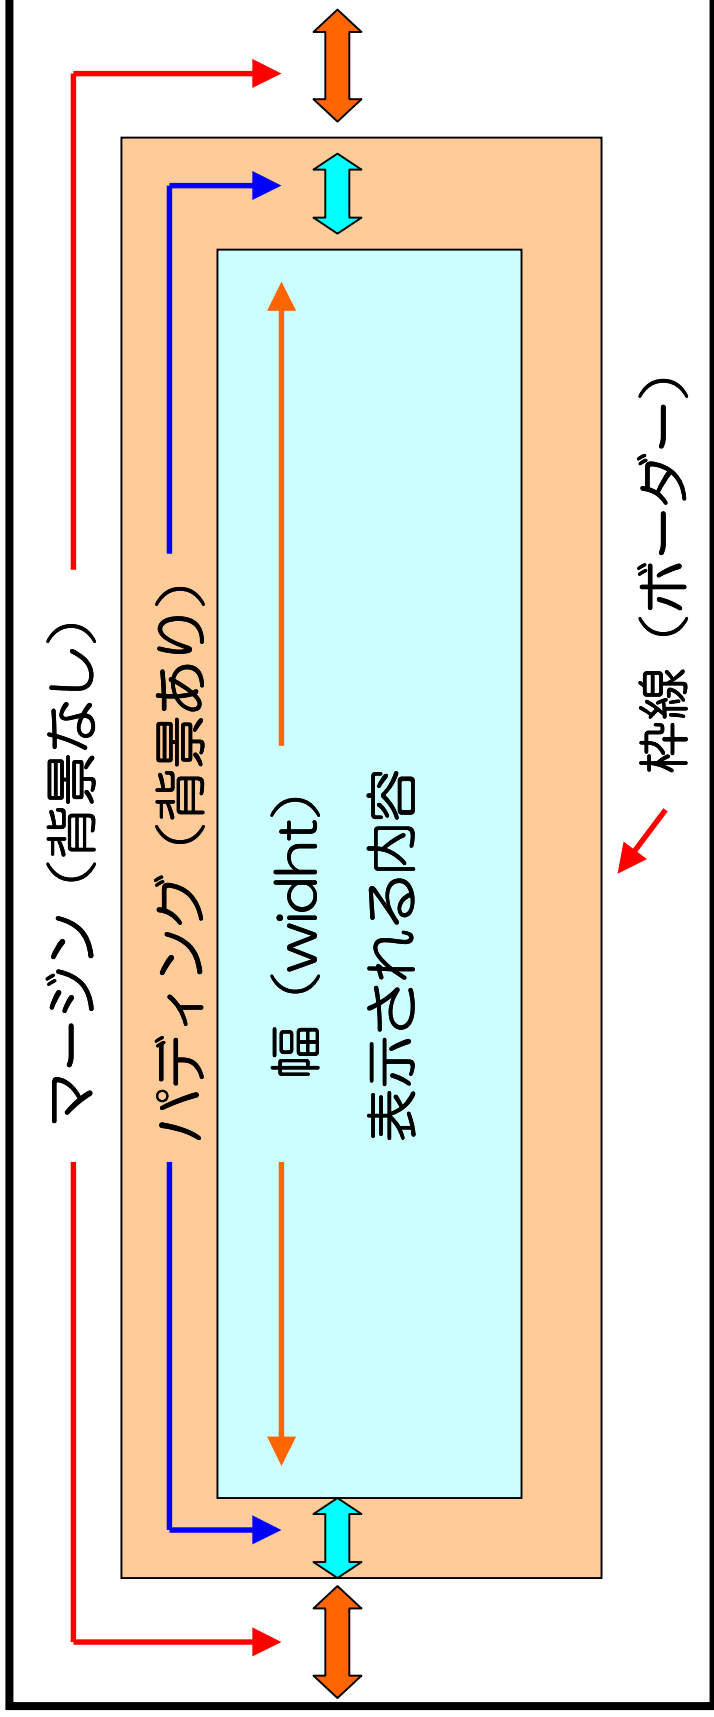 マージン（背景なし）
パディング（背景あり）
幅（widht）
表示される内容
枠線（ボーダー）